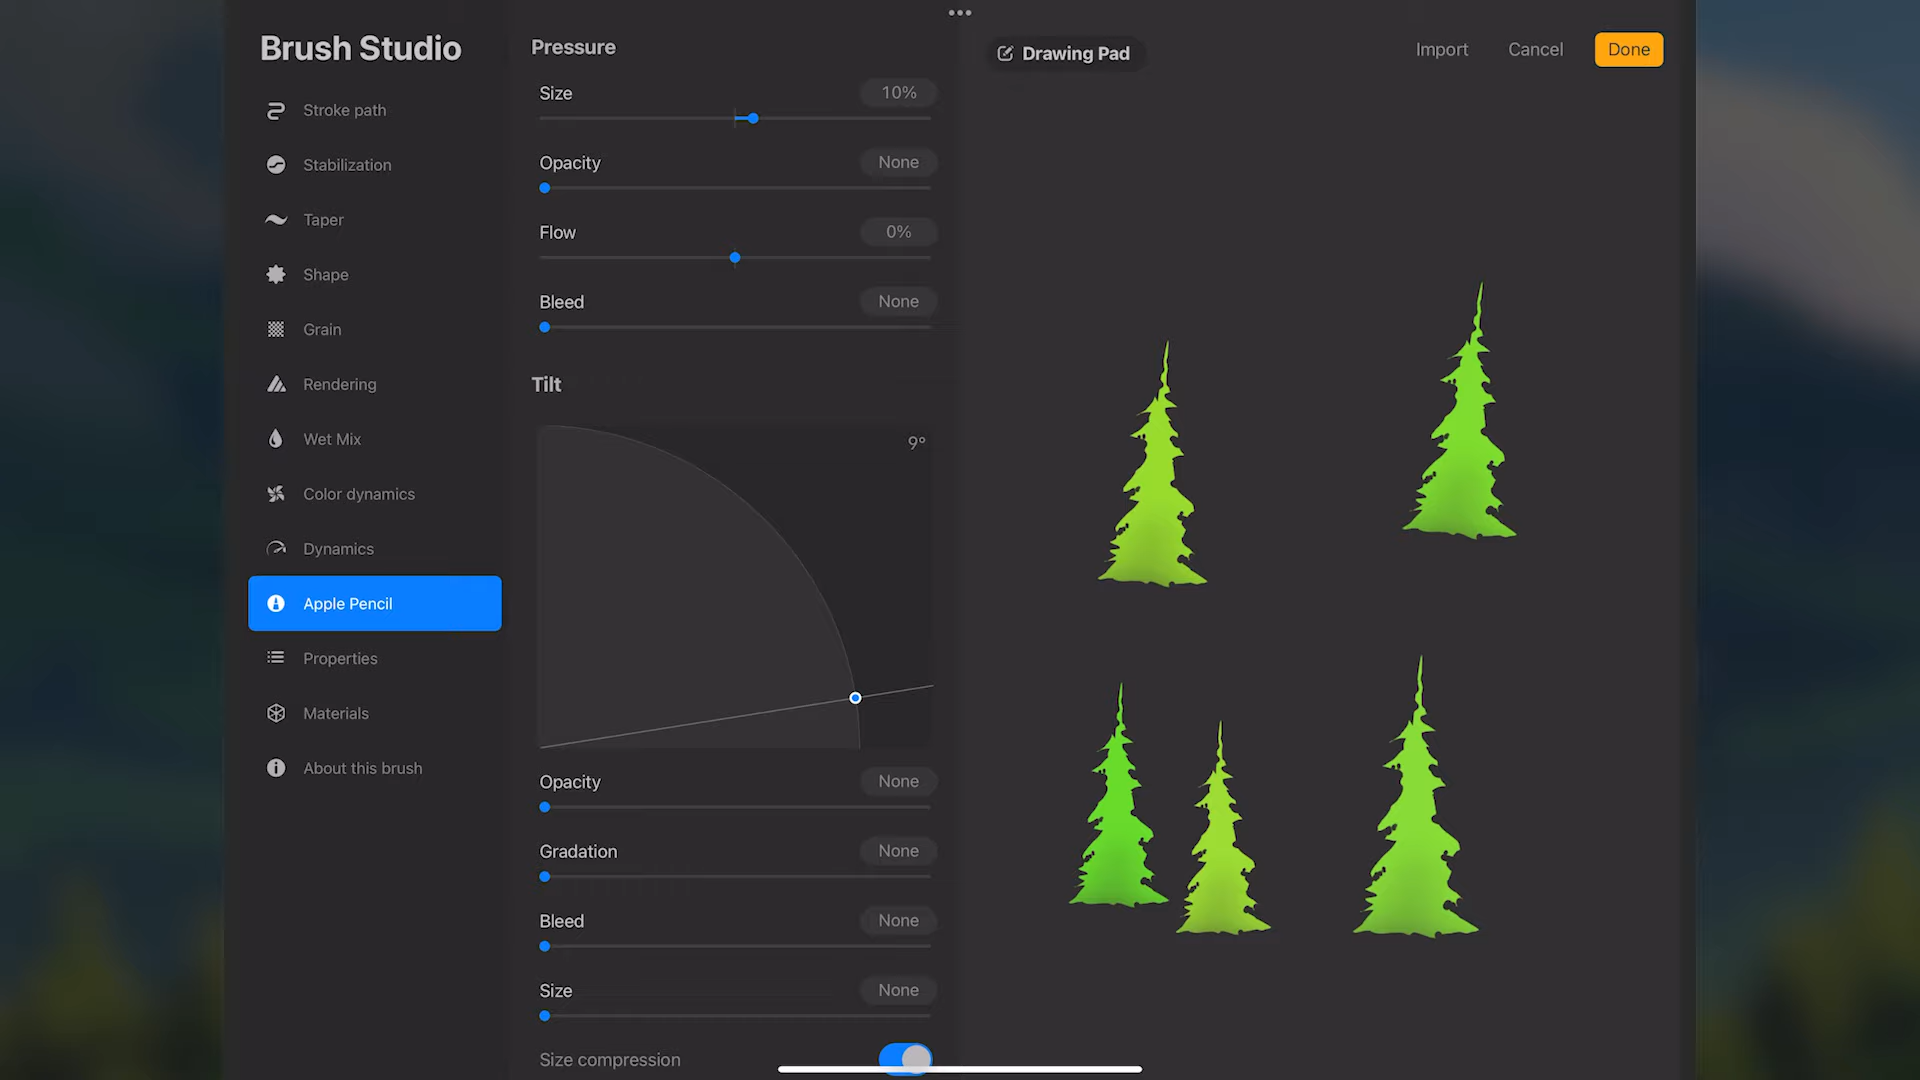 Brush Studio
Stroke path
Stabilization
Taper
Shape
Grain
Rendering
Wet Mix
Color dynamics
Dynamics
Apple Pencil
Properties
Materials
About this brush
Pressure
Size 10%
Opacity None
Flow 0%
Bleed None
Tilt
9°
Opacity None
Gradation None
Bleed None
Size None
Size compression
Drawing Pad
Import Cancel Done